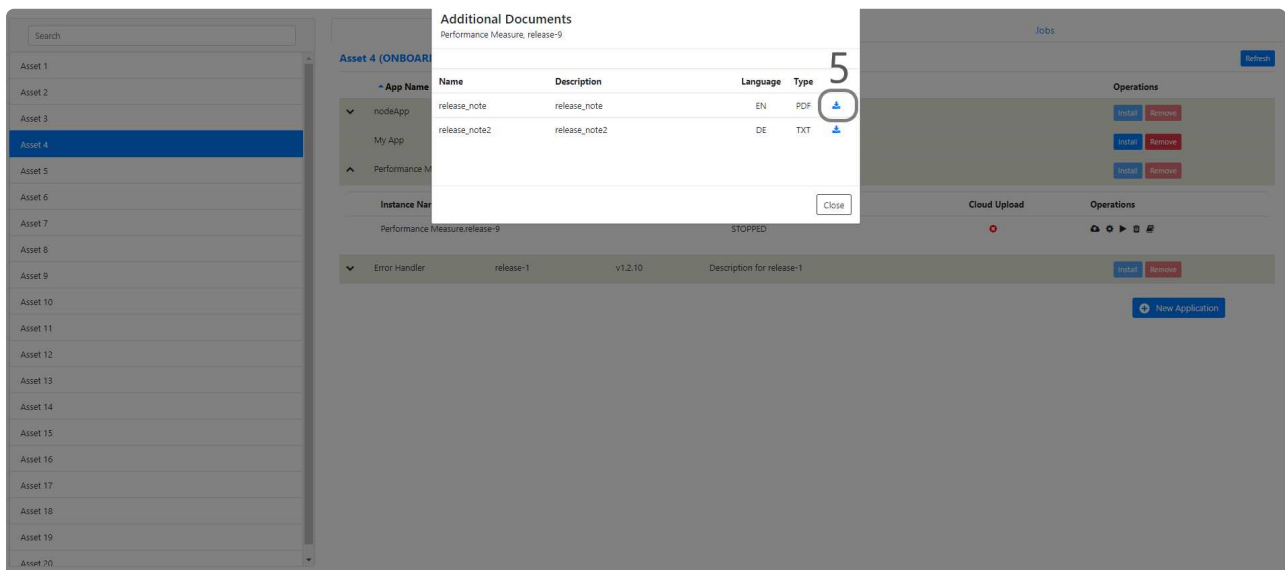 Search
Asset 1
Asset 2
Asset 3
Asset 4
Asset 5
Asset 6
Asset 7
Asset 8
Asset 9
Asset 10
Asset 11
Asset 12
Asset 13
Asset 14
Asset 15
Asset 16
Asset 17
Asset 18
Asset 19
Asset 20
Jobs
Asset 4 (ONBOAR
Refresh
App Name
Operations
nodeApp
Install Remove
My App
Install Remove
Performance M
Install Remove
Instance Nar
Cloud Upload
Operations
Performance Measure.release-9
STOPPED
Error Handler release-1 v1.2.10 Description for release-1
Install Remove
New Application
Additional Documents
Performance Measure, release-9
5
Name Description Language Type
release_note release_note EN PDF
release_note2 release_note2 DE TXT
Close